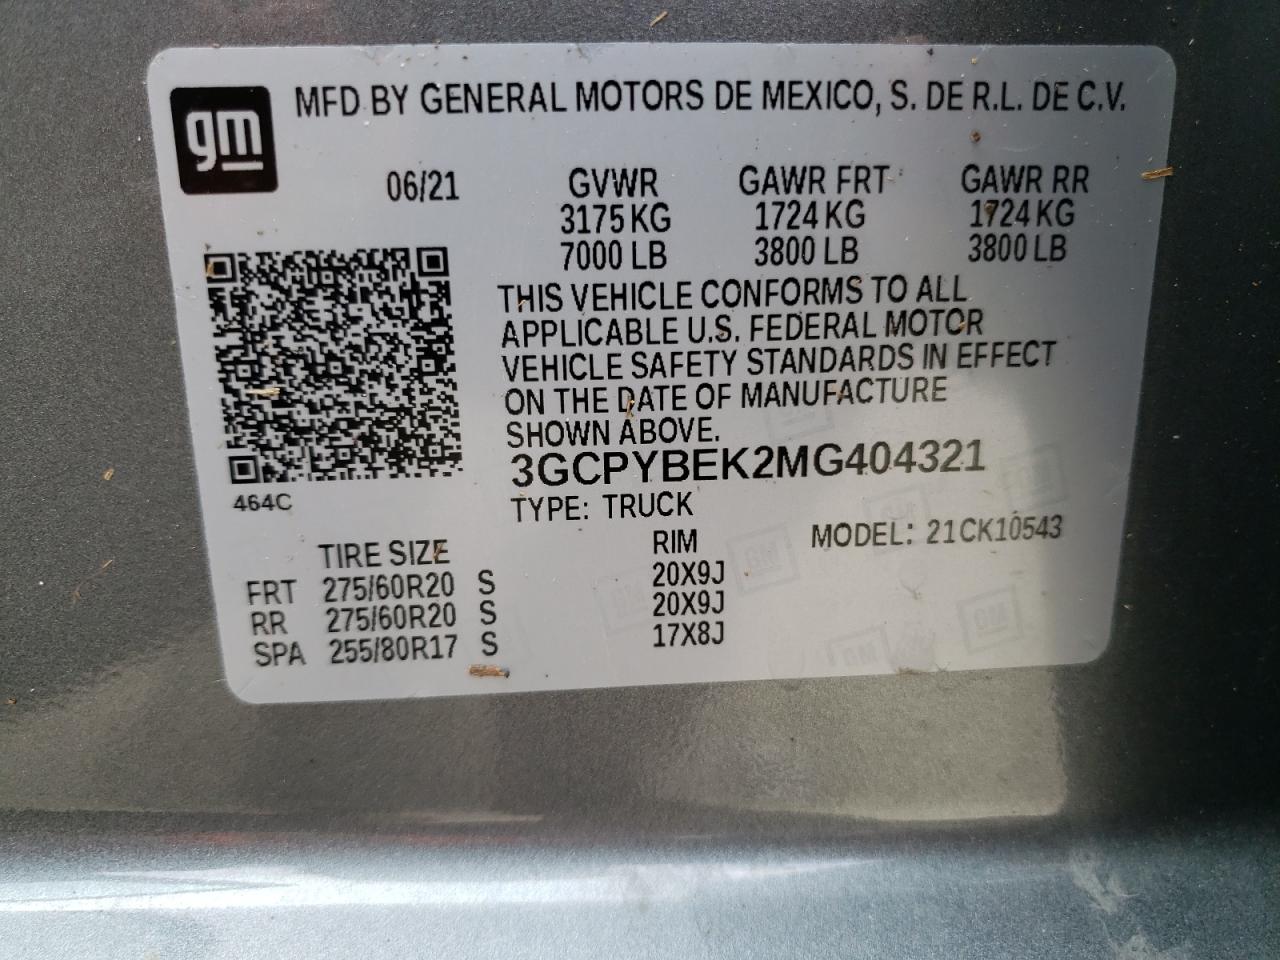 gm
MFD BY GENERAL MOTORS DE MEXICO, S. DE R.L. DE C.V.
06/21 GVWR GAWR FRT GAWR RR
3175 KG 1724 KG 1724 KG
7000 LB 3800 LB 3800 LB
THIS VEHICLE CONFORMS TO ALL
APPLICABLE U.S. FEDERAL MOTOR
VEHICLE SAFETY STANDARDS IN EFFECT
ON THE DATE OF MANUFACTURE
SHOWN ABOVE.
3GCPYBEK2MG404321
464C
TYPE: TRUCK
TIRE SIZE RIM MODEL: 21CK10543
FRT 275/60R20 S 20X9J
RR 275/60R20 S 20X9J
SPA 255/80R17 S 17X8J